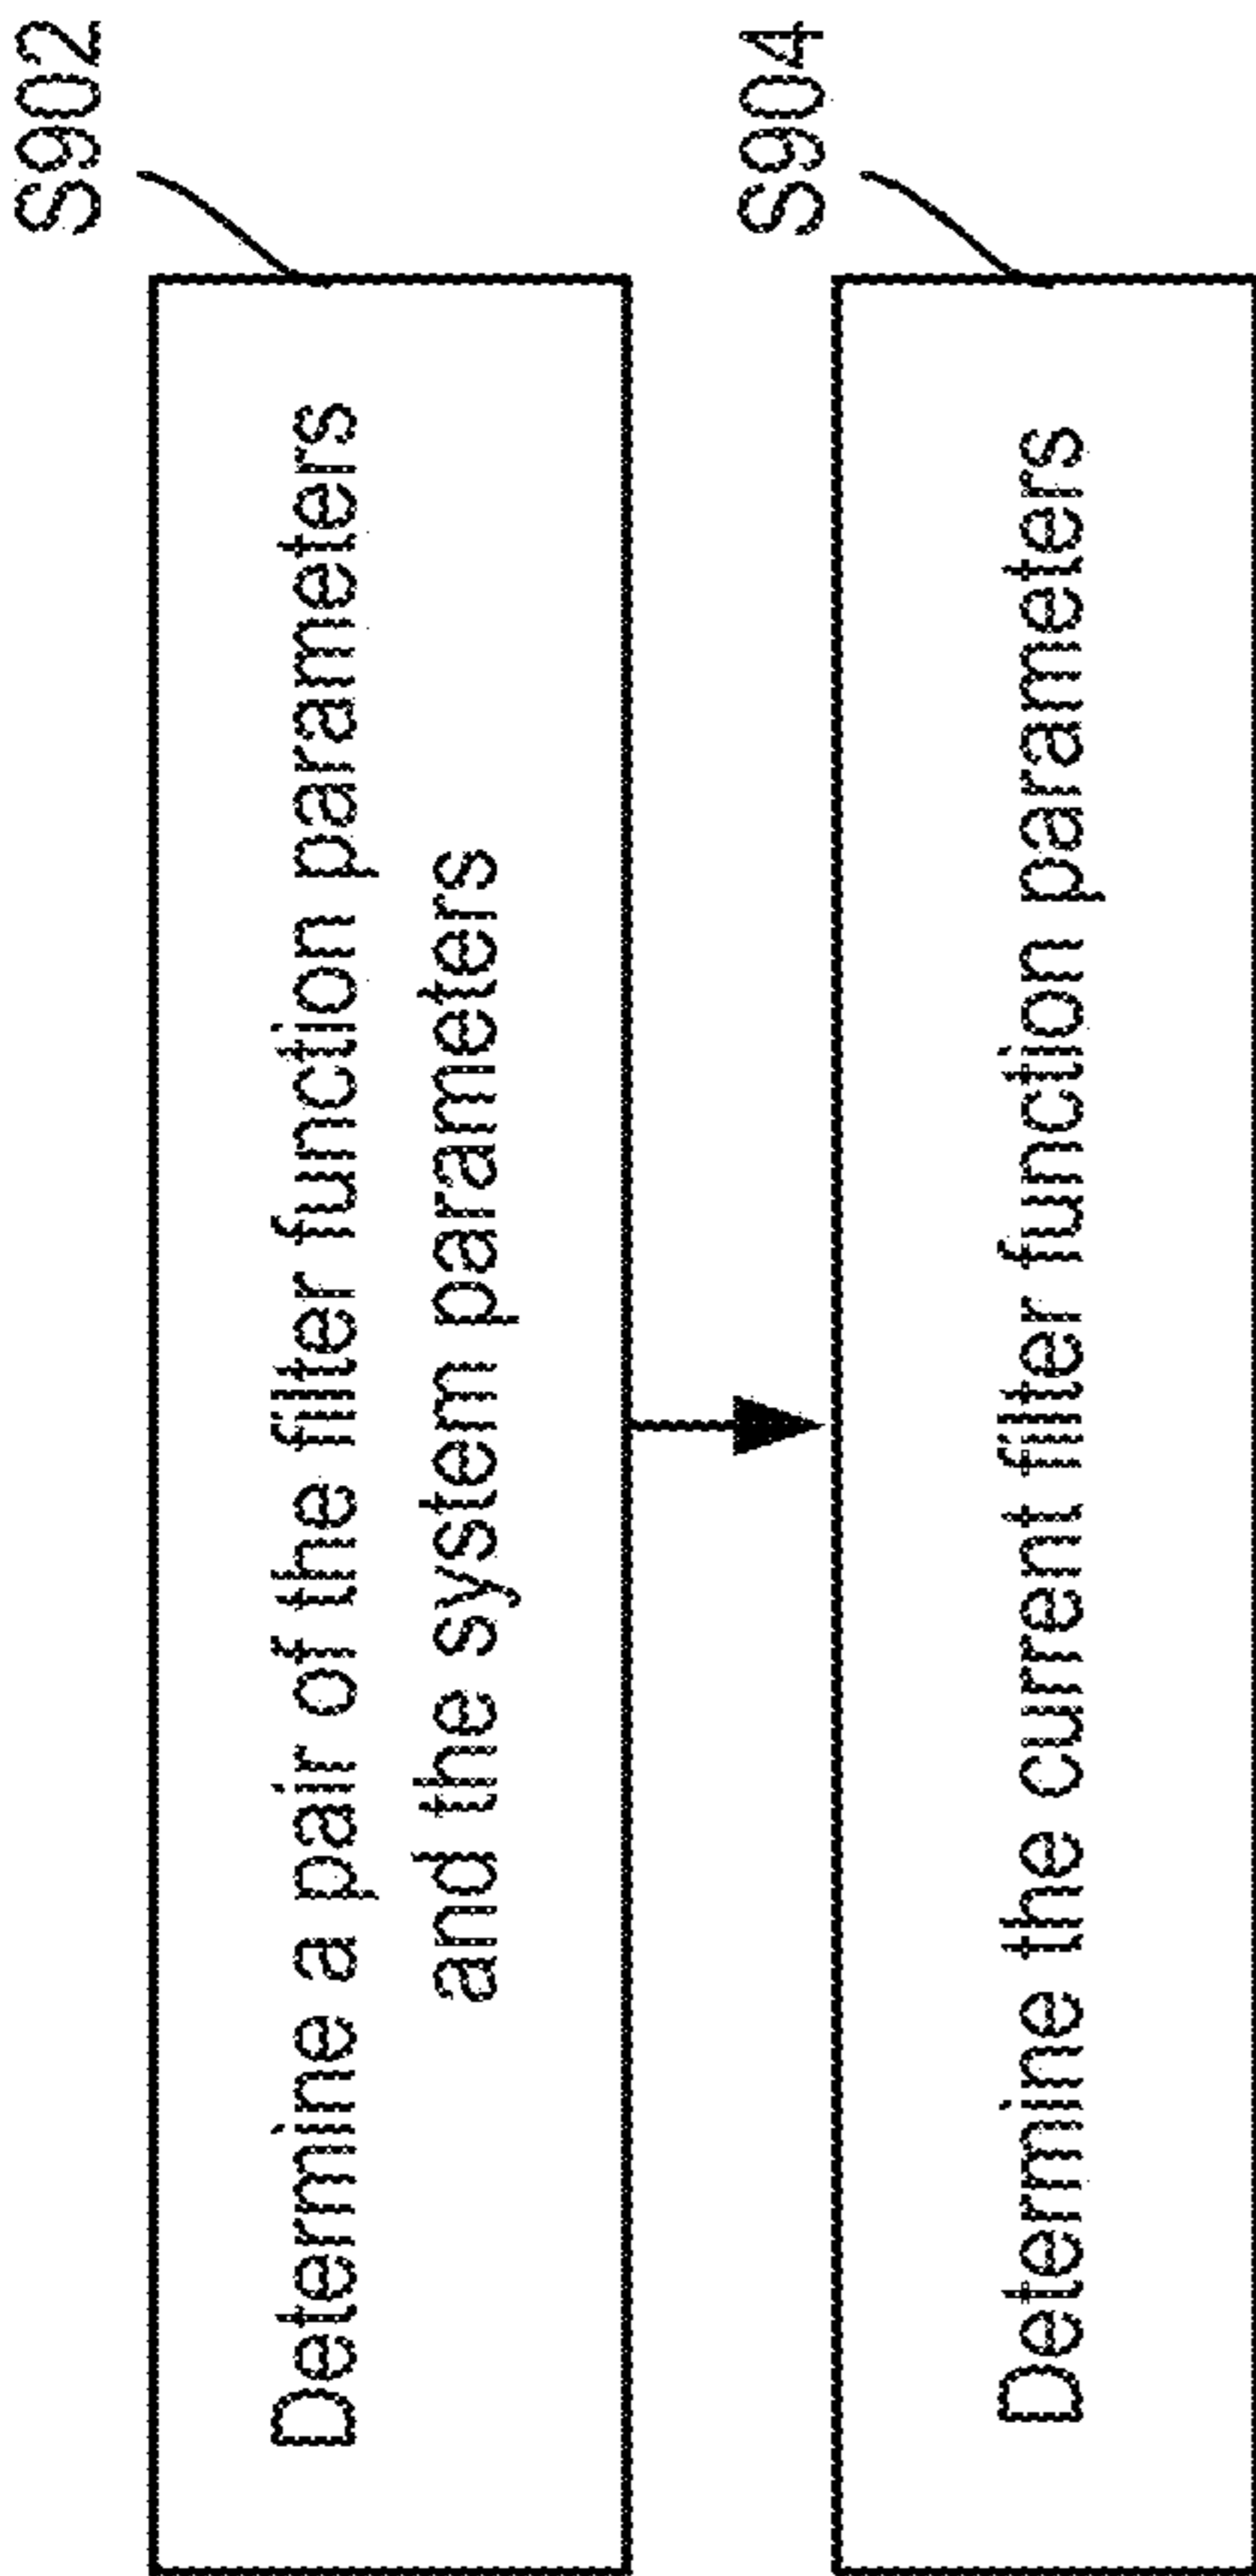 S902
Determine a pair of the filter function parameters
and the system parameters
S904
Determine the current filter function parameters